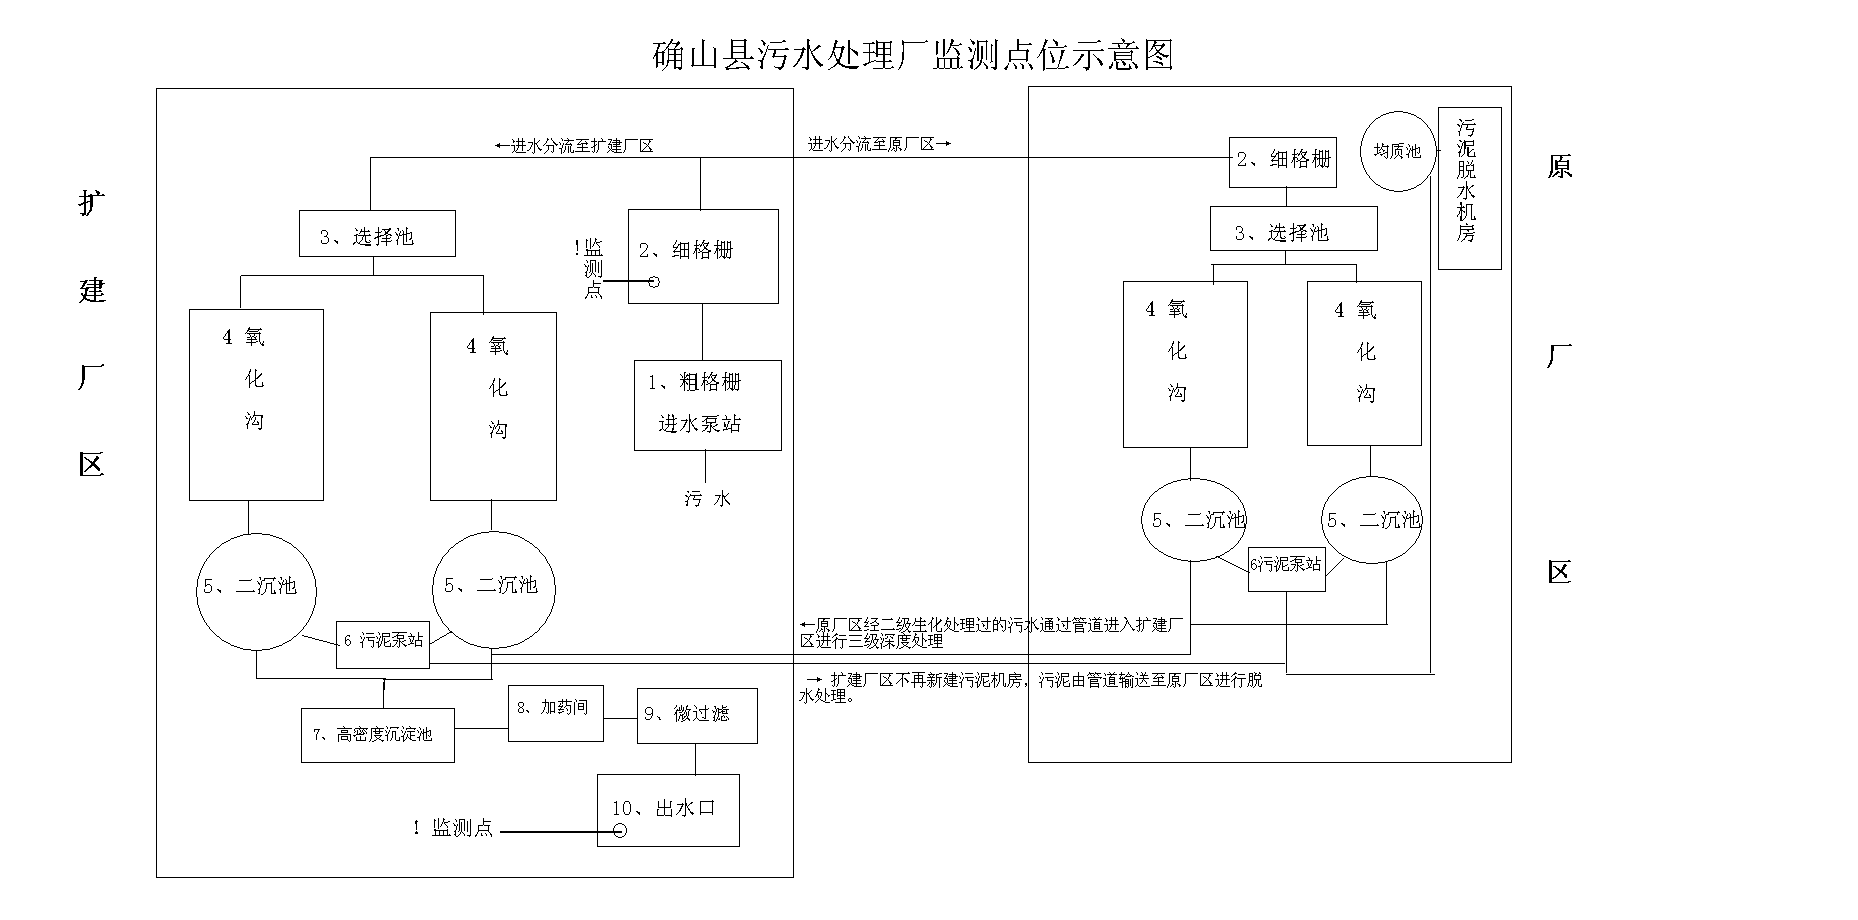 确山县污水处理厂监测点位示意图
扩建厂区
←进水分流至扩建厂区
进水分流至原厂区→
3、选择池
!监测点
2、细格栅
4 氧化沟
4 氧化沟
1、粗格栅
进水泵站
污 水
5、二沉池
5、二沉池
6 污泥泵站
7、高密度沉淀池
8、加药间
9、微过滤
10、出水口
! 监测点
←原厂区经二级生化处理过的污水通过管道进入扩建厂
区进行三级深度处理
→ 扩建厂区不再新建污泥机房，污泥由管道输送至原厂区进行脱
水处理。
2、细格栅
均质池
污泥脱水机房
3、选择池
4 氧化沟
4 氧化沟
5、二沉池
5、二沉池
6污泥泵站
原厂区